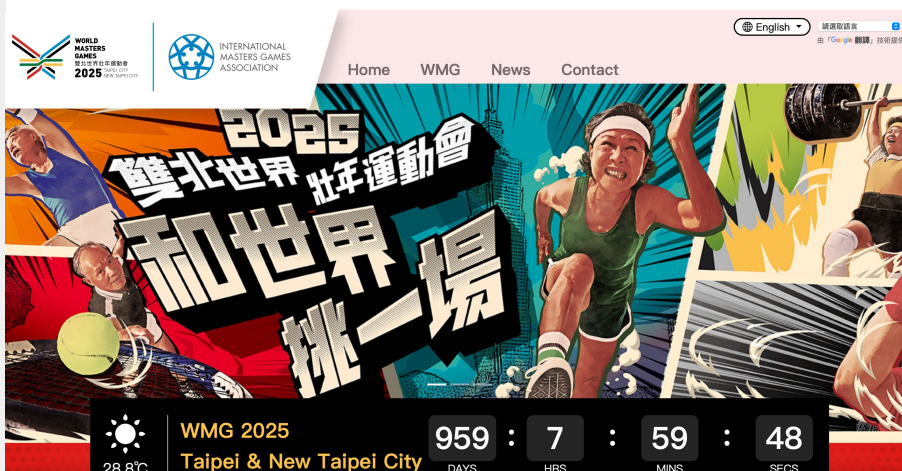 WORLD
MASTERS
GAMES
雙北世界壯年運動會
2025 TAIPEI CITY
NEW TAIPEI CITY
INTERNATIONAL
MASTERS GAMES
ASSOCIATION
English
請選取語言
由「Google 翻譯」技術提供
Home WMG News Contact
2025
雙北世界壯年運動會
和世界
挑一場
28.8°C
WMG 2025
Taipei & New Taipei City
959 : 7 : 59 : 48
DAYS HRS MINS SECS